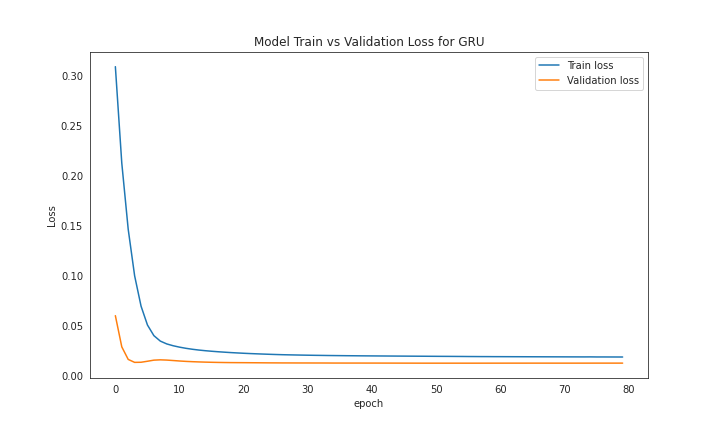 Model Train vs Validation Loss for GRU
Train loss
Validation loss
0.30
0.25
0.20
0.15
0.10
0.05
0.00
Loss
0 10 20 30 40 50 60 70 80
epoch